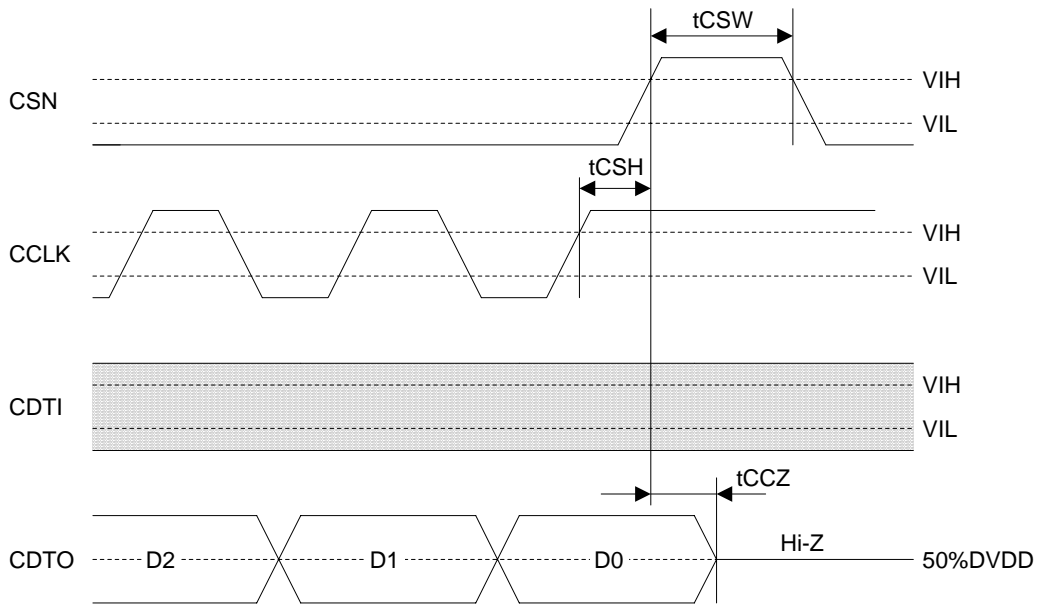 tCSW
CSN
VIH
VIL
tCSH
CCLK
VIH
VIL
CDTI
VIH
VIL
tCCZ
CDTO
D2
D1
D0
Hi-Z
50%DVDD